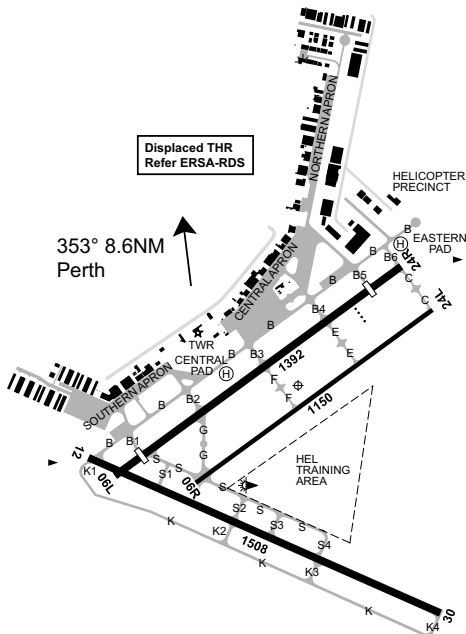 NORTHERN APRON
Displaced THR
Refer ERSA-RDS
HELICOPTER
PRECINCT
353° 8.6NM
Perth
B
H
EASTERN
PAD
B6
24R
CENTRAL APRON
B
B
B5
C
C
24L
B
B4
TWR
CENTRAL
PAD
H
B
B
B3
E
E
1392
SOUTHERN APRON
B
B2
F
F
1150
B
B1
G
G
12
K1
06L
S
S1
S
06R
HEL
TRAINING
AREA
S
S2
S
S3
S4
K
K2
1508
K
K3
K
K4
30